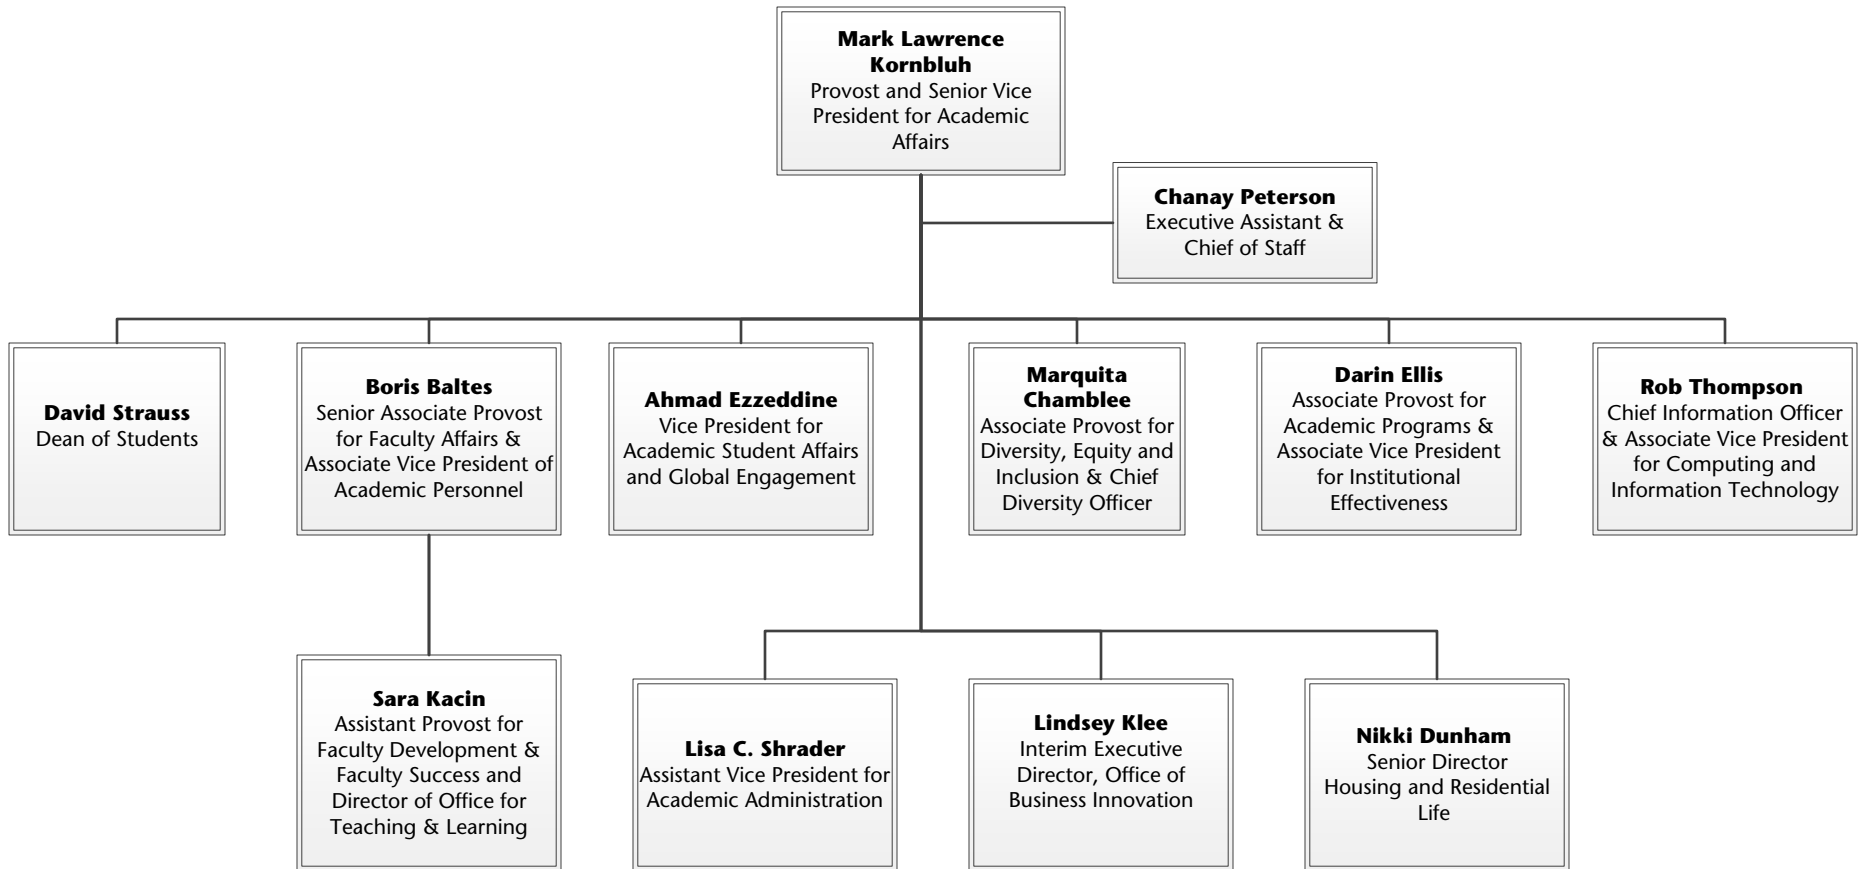 Mark Lawrence
Kornbluh
Provost and Senior Vice
President for Academic
Affairs
Chanay Peterson
Executive Assistant &
Chief of Staff
David Strauss
Dean of Students
Boris Baltes
Senior Associate Provost
for Faculty Affairs &
Associate Vice President of
Academic Personnel
Ahmad Ezzeddine
Vice President for
Academic Student Affairs
and Global Engagement
Marquita
Chamblee
Associate Provost for
Diversity, Equity and
Inclusion & Chief
Diversity Officer
Darin Ellis
Associate Provost for
Academic Programs &
Associate Vice President
for Institutional
Effectiveness
Rob Thompson
Chief Information Officer
& Associate Vice President
for Computing and
Information Technology
Sara Kacin
Assistant Provost for
Faculty Development &
Faculty Success and
Director of Office for
Teaching & Learning
Lisa C. Shrader
Assistant Vice President for
Academic Administration
Lindsey Klee
Interim Executive
Director, Office of
Business Innovation
Nikki Dunham
Senior Director
Housing and Residential
Life